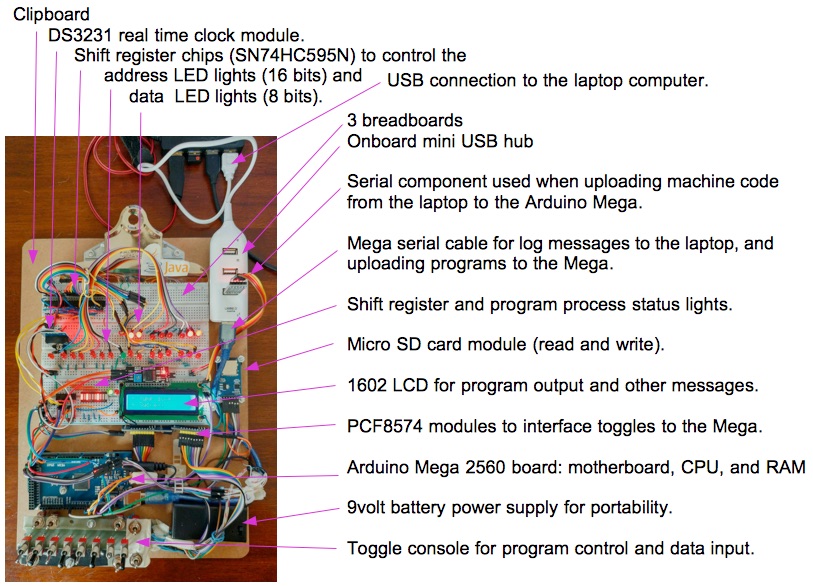 Clipboard
DS3231 real time clock module.
Shift register chips (SN74HC595N) to control the
address LED lights (16 bits) and
data LED lights (8 bits).
USB connection to the laptop computer.
3 breadboards
Onboard mini USB hub
Serial component used when uploading machine code
from the laptop to the Arduino Mega.
Mega serial cable for log messages to the laptop, and
uploading programs to the Mega.
Java
Shift register and program process status lights.
Micro SD card module (read and write).
1602 LCD for program output and other messages.
PCF8574 modules to interface toggles to the Mega.
Arduino Mega 2560 board: motherboard, CPU, and RAM
9volt battery power supply for portability.
Toggle console for program control and data input.